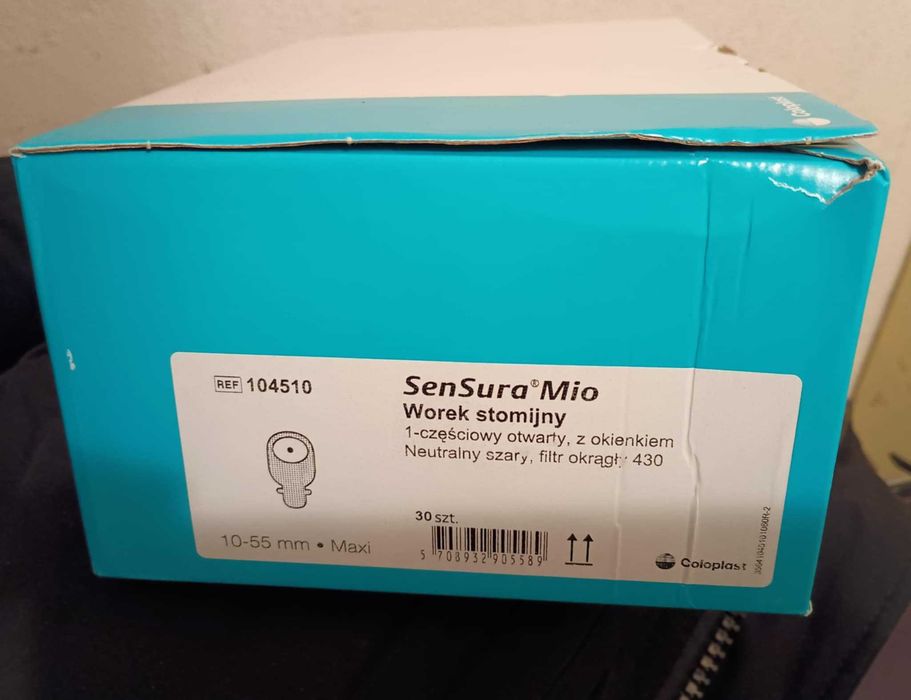 Coloplast
REF 104510
SenSura® Mio
Worek stomijny
1-częściowy otwarty, z okienkiem
Neutralny szary, filtr okrągły 430
30 szt.
10-55 mm • Maxi
5 708932 905589
Coloplast